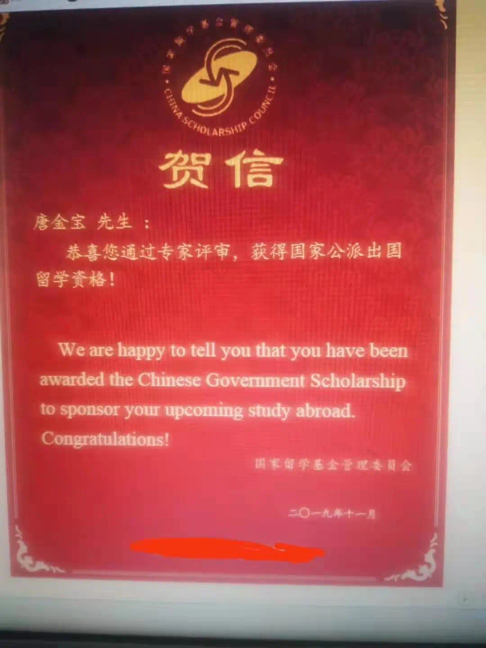 国家留学基金管理委员会
CHINA SCHOLARSHIP COUNCIL
贺信
唐金宝 先生 ：
恭喜您通过专家评审，获得国家公派出国
留学资格！
We are happy to tell you that you have been
awarded the Chinese Government Scholarship
to sponsor your upcoming study abroad.
Congratulations!
国家留学基金管理委员会
二〇一九年十一月